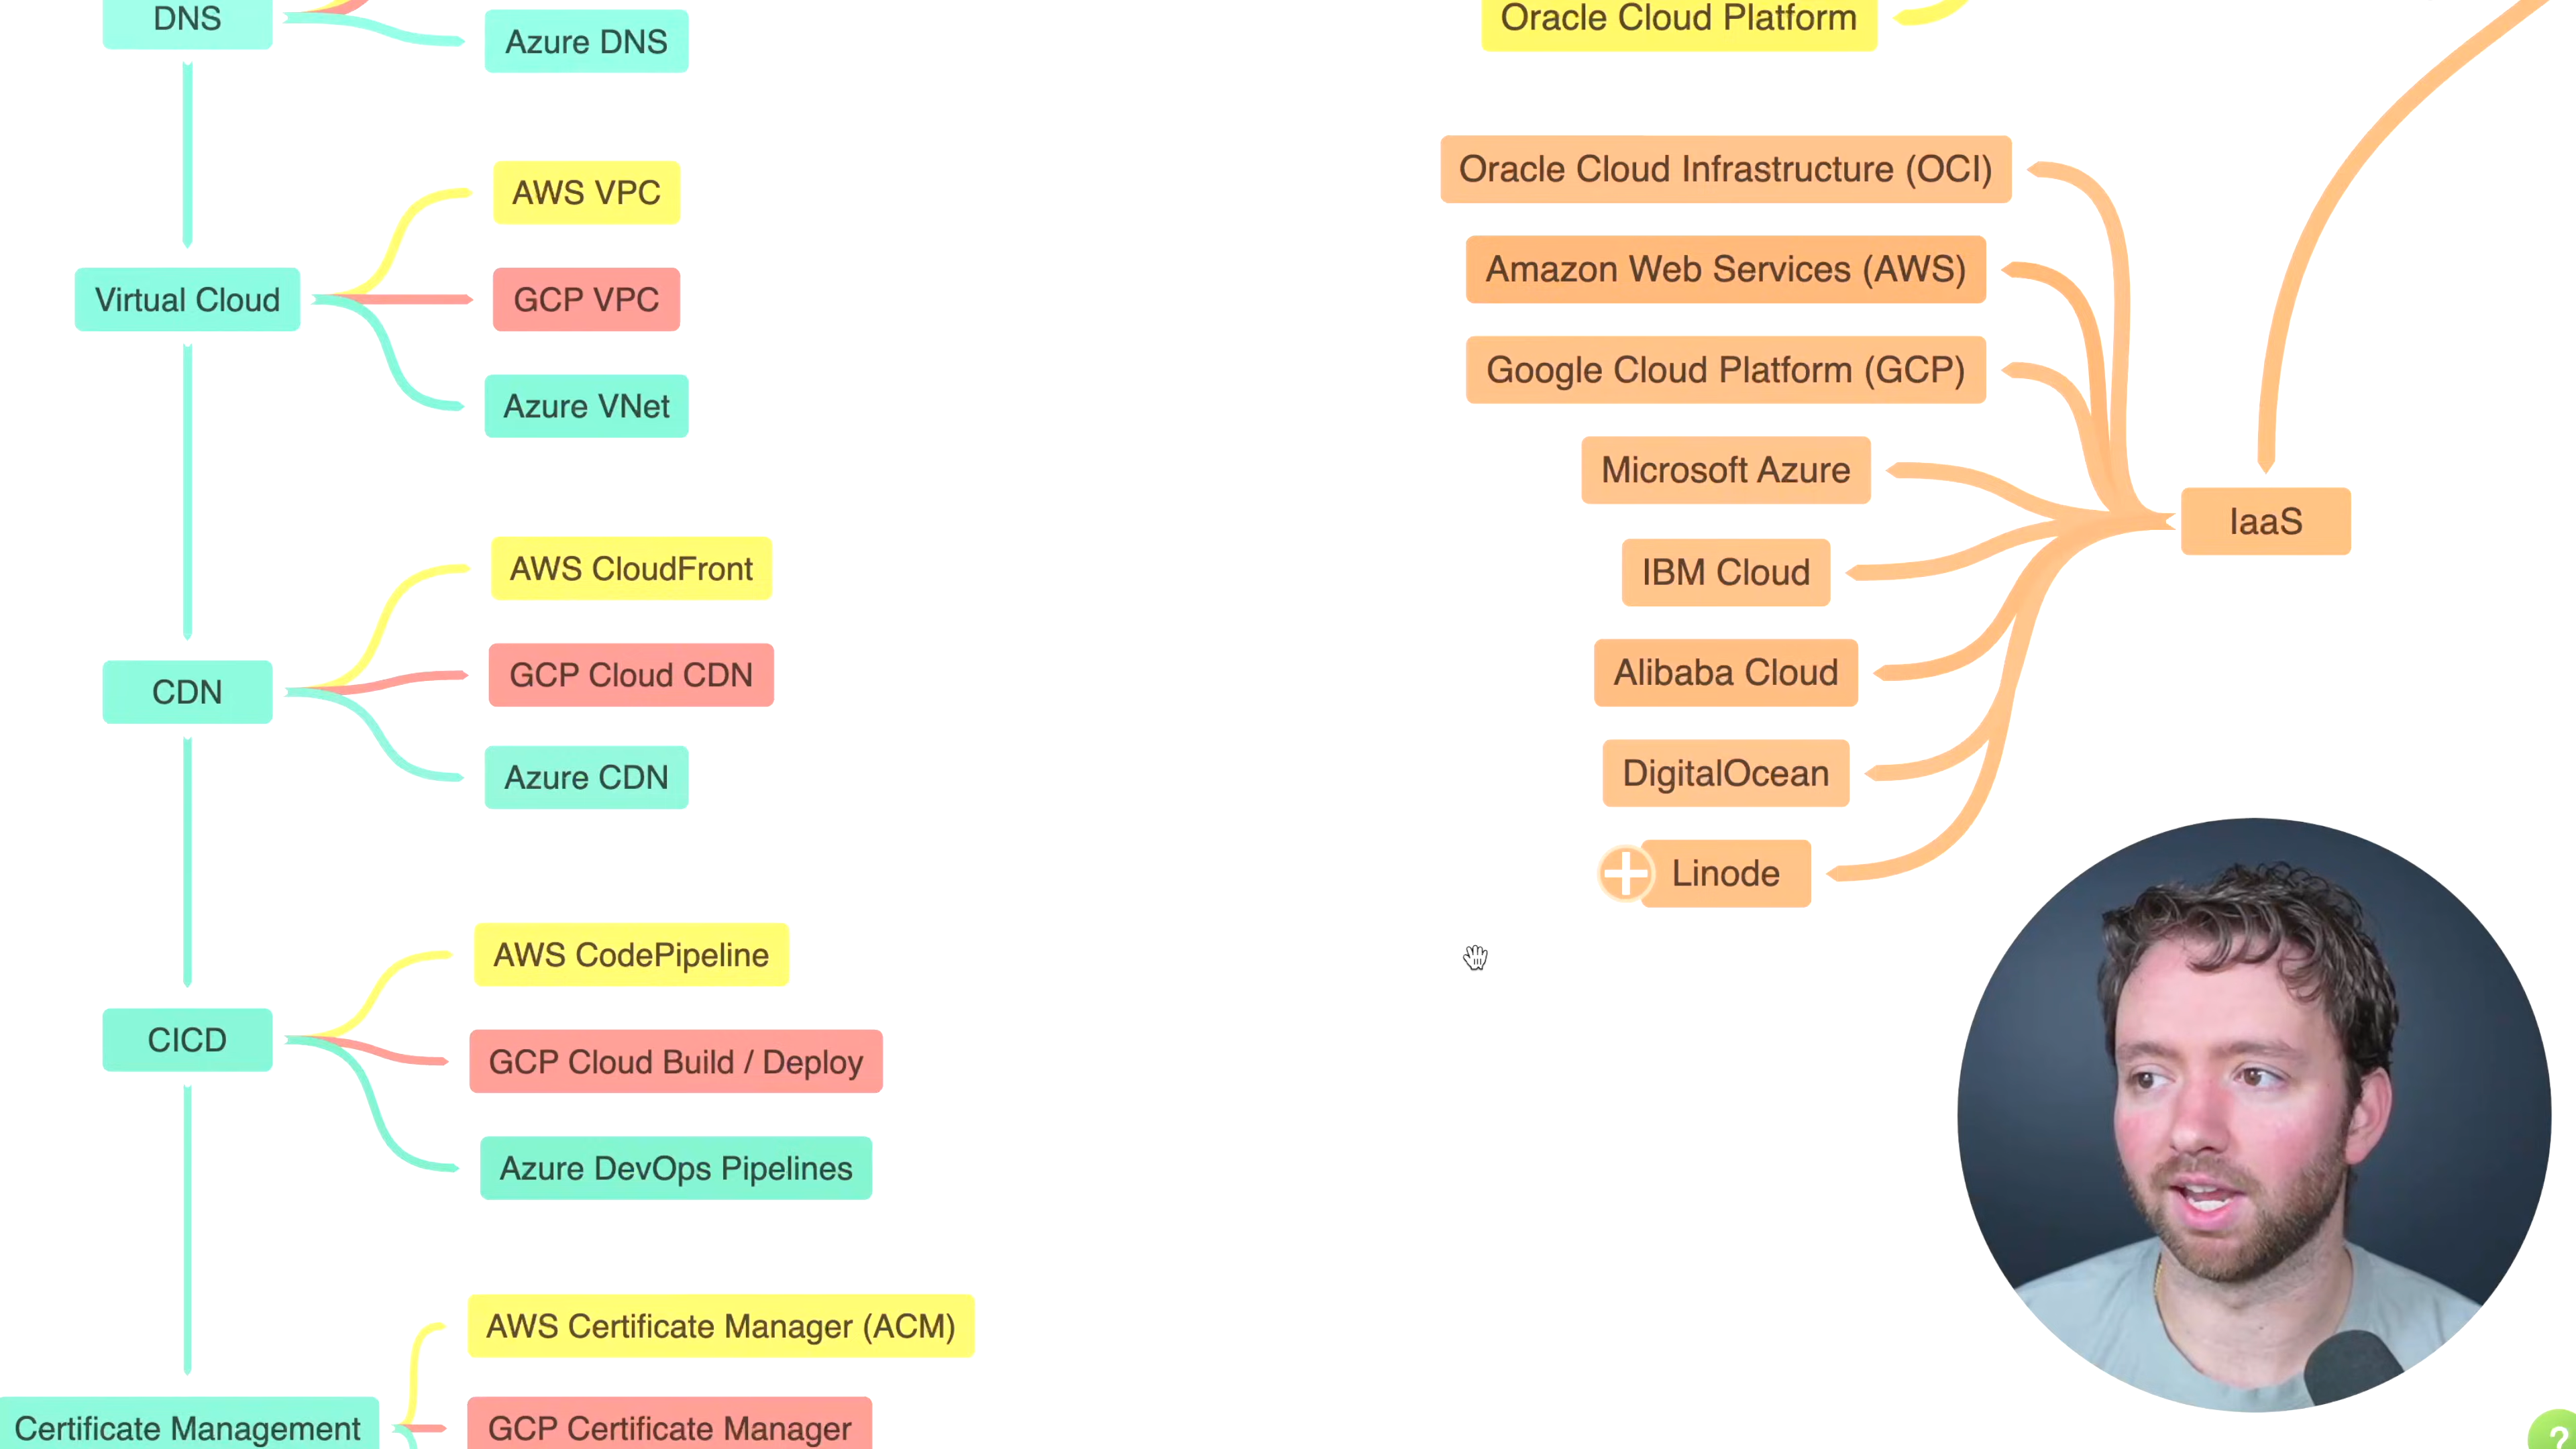 DNS
Azure DNS
AWS VPC
Virtual Cloud
GCP VPC
Azure VNet
AWS CloudFront
GCP Cloud CDN
CDN
Azure CDN
AWS CodePipeline
CICD
GCP Cloud Build / Deploy
Azure DevOps Pipelines
AWS Certificate Manager (ACM)
Certificate Management
GCP Certificate Manager
Oracle Cloud Platform
Oracle Cloud Infrastructure (OCI)
Amazon Web Services (AWS)
Google Cloud Platform (GCP)
Microsoft Azure
IaaS
IBM Cloud
Alibaba Cloud
DigitalOcean
Linode
?